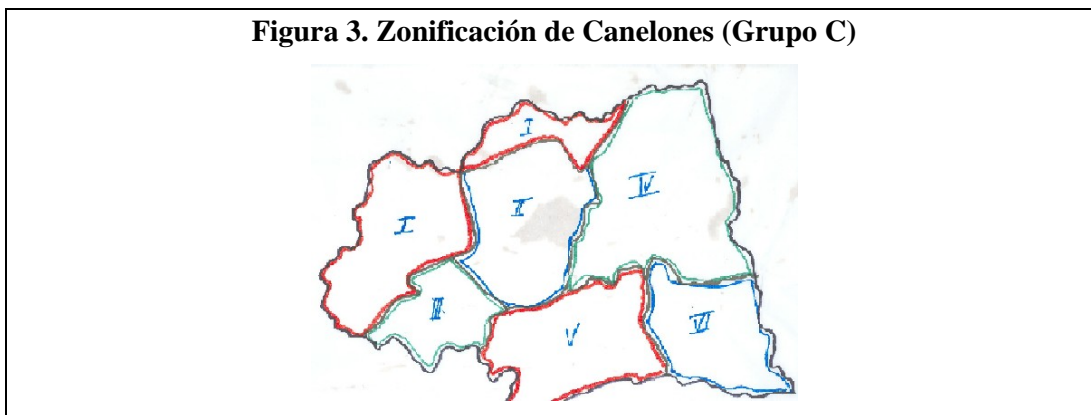 Figura 3. Zonificación de Canelones (Grupo C)
I
I
II
IV
III
V
VI